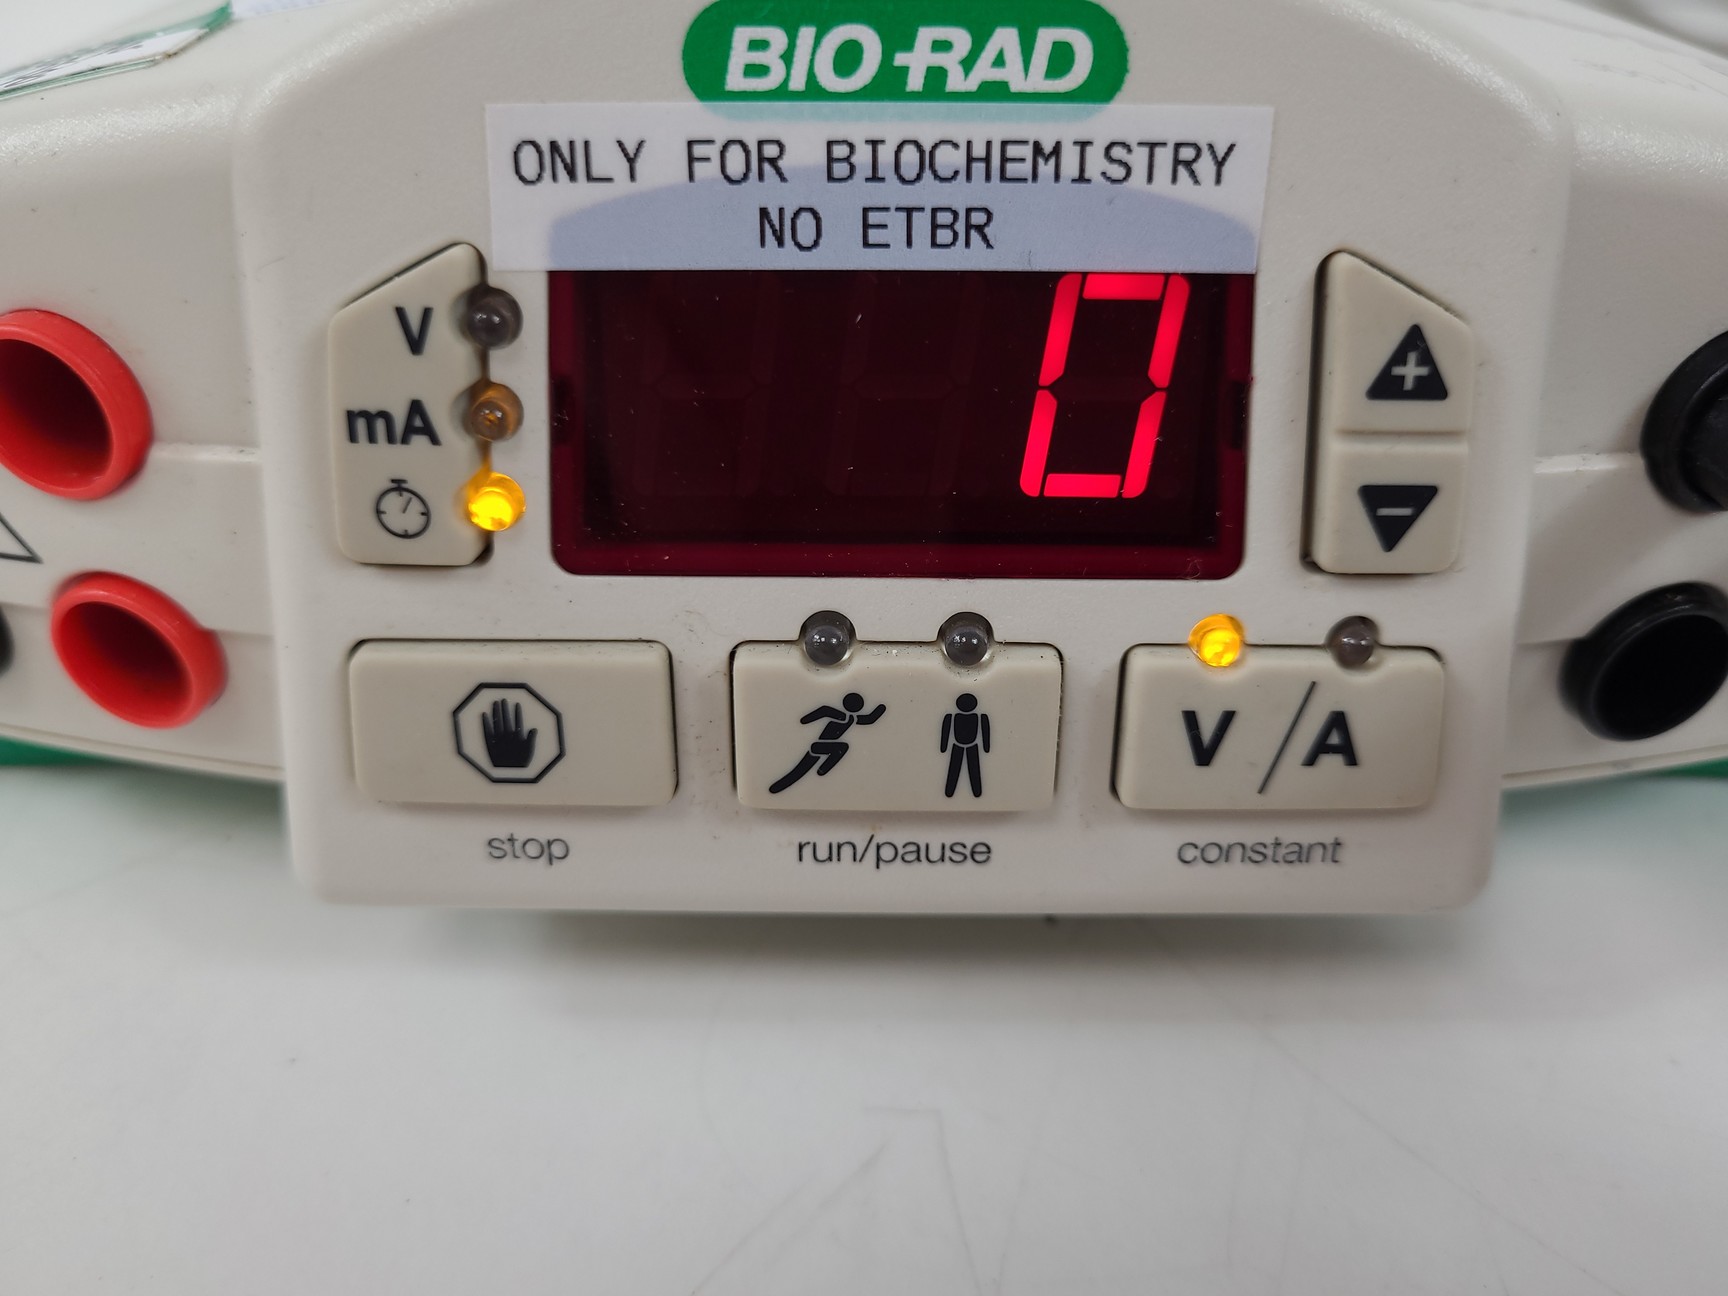 BIO-RAD
ONLY FOR BIOCHEMISTRY
NO ETBR
V
mA
0
+
-
V/A
stop
run/pause
constant